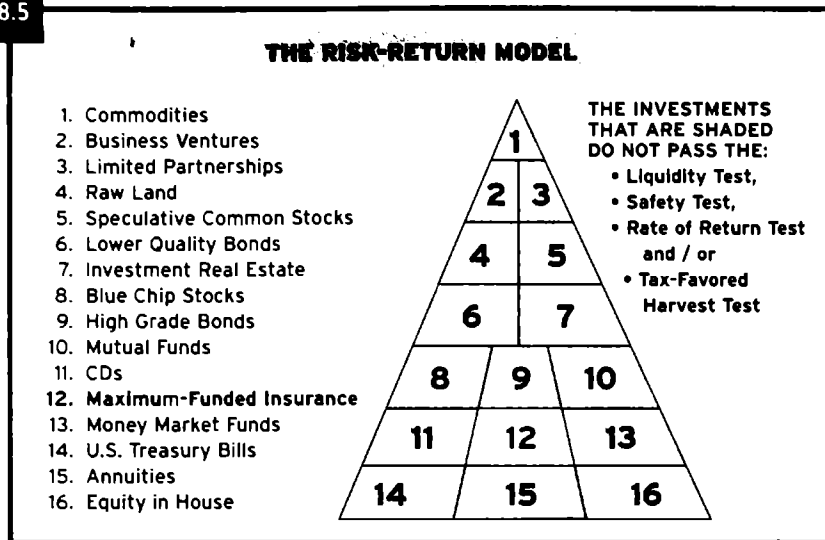 8.5
THE RISK-RETURN MODEL
1. Commodities
2. Business Ventures
3. Limited Partnerships
4. Raw Land
5. Speculative Common Stocks
6. Lower Quality Bonds
7. Investment Real Estate
8. Blue Chip Stocks
9. High Grade Bonds
10. Mutual Funds
11. CDs
12. Maximum-Funded Insurance
13. Money Market Funds
14. U.S. Treasury Bills
15. Annuities
16. Equity in House
1
2 3
4 5
6 7
8 9 10
11 12 13
14 15 16
THE INVESTMENTS
THAT ARE SHADED
DO NOT PASS THE:
• Liquidity Test,
• Safety Test,
• Rate of Return Test
and / or
• Tax-Favored
Harvest Test